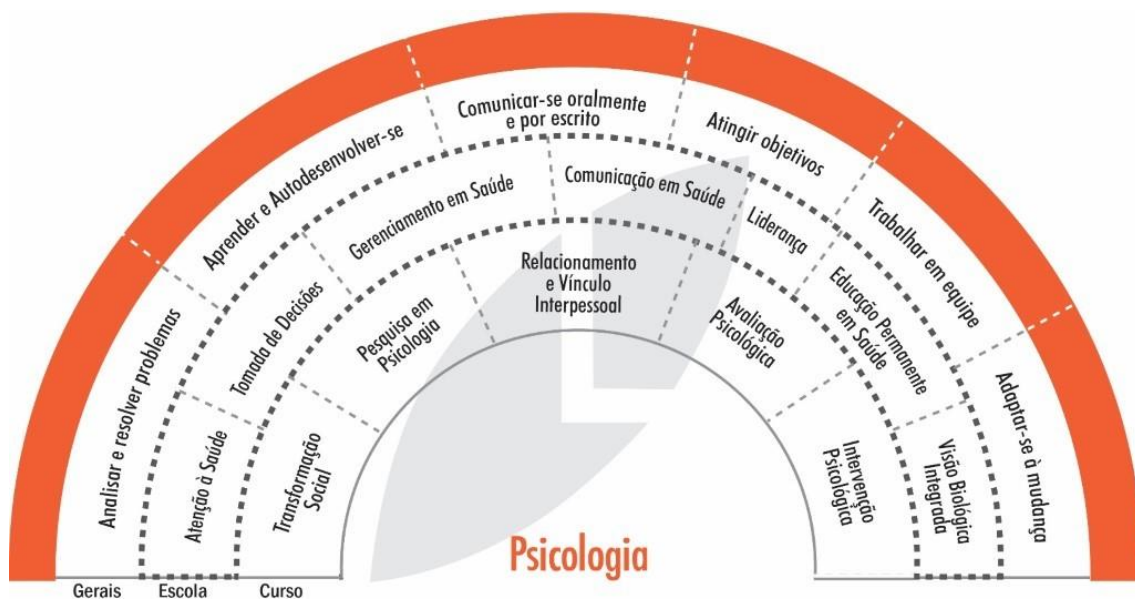 Analisar e resolver problemas
Aprender e Autodesenvolver-se
Comunicar-se oralmente
e por escrito
Atingir objetivos
Trabalhar em equipe
Adaptar-se à mudança
Atenção à Saúde
Tomada de Decisões
Gerenciamento em Saúde
Comunicação em Saúde
Liderança
Educação Permanente
em Saúde
Visão Biológica
Integrada
Transformação
Social
Pesquisa em
Psicologia
Relacionamento
e Vínculo
Interpessoal
Avaliação
Psicológica
Intervenção
Psicológica
Psicologia
Gerais
Escola
Curso